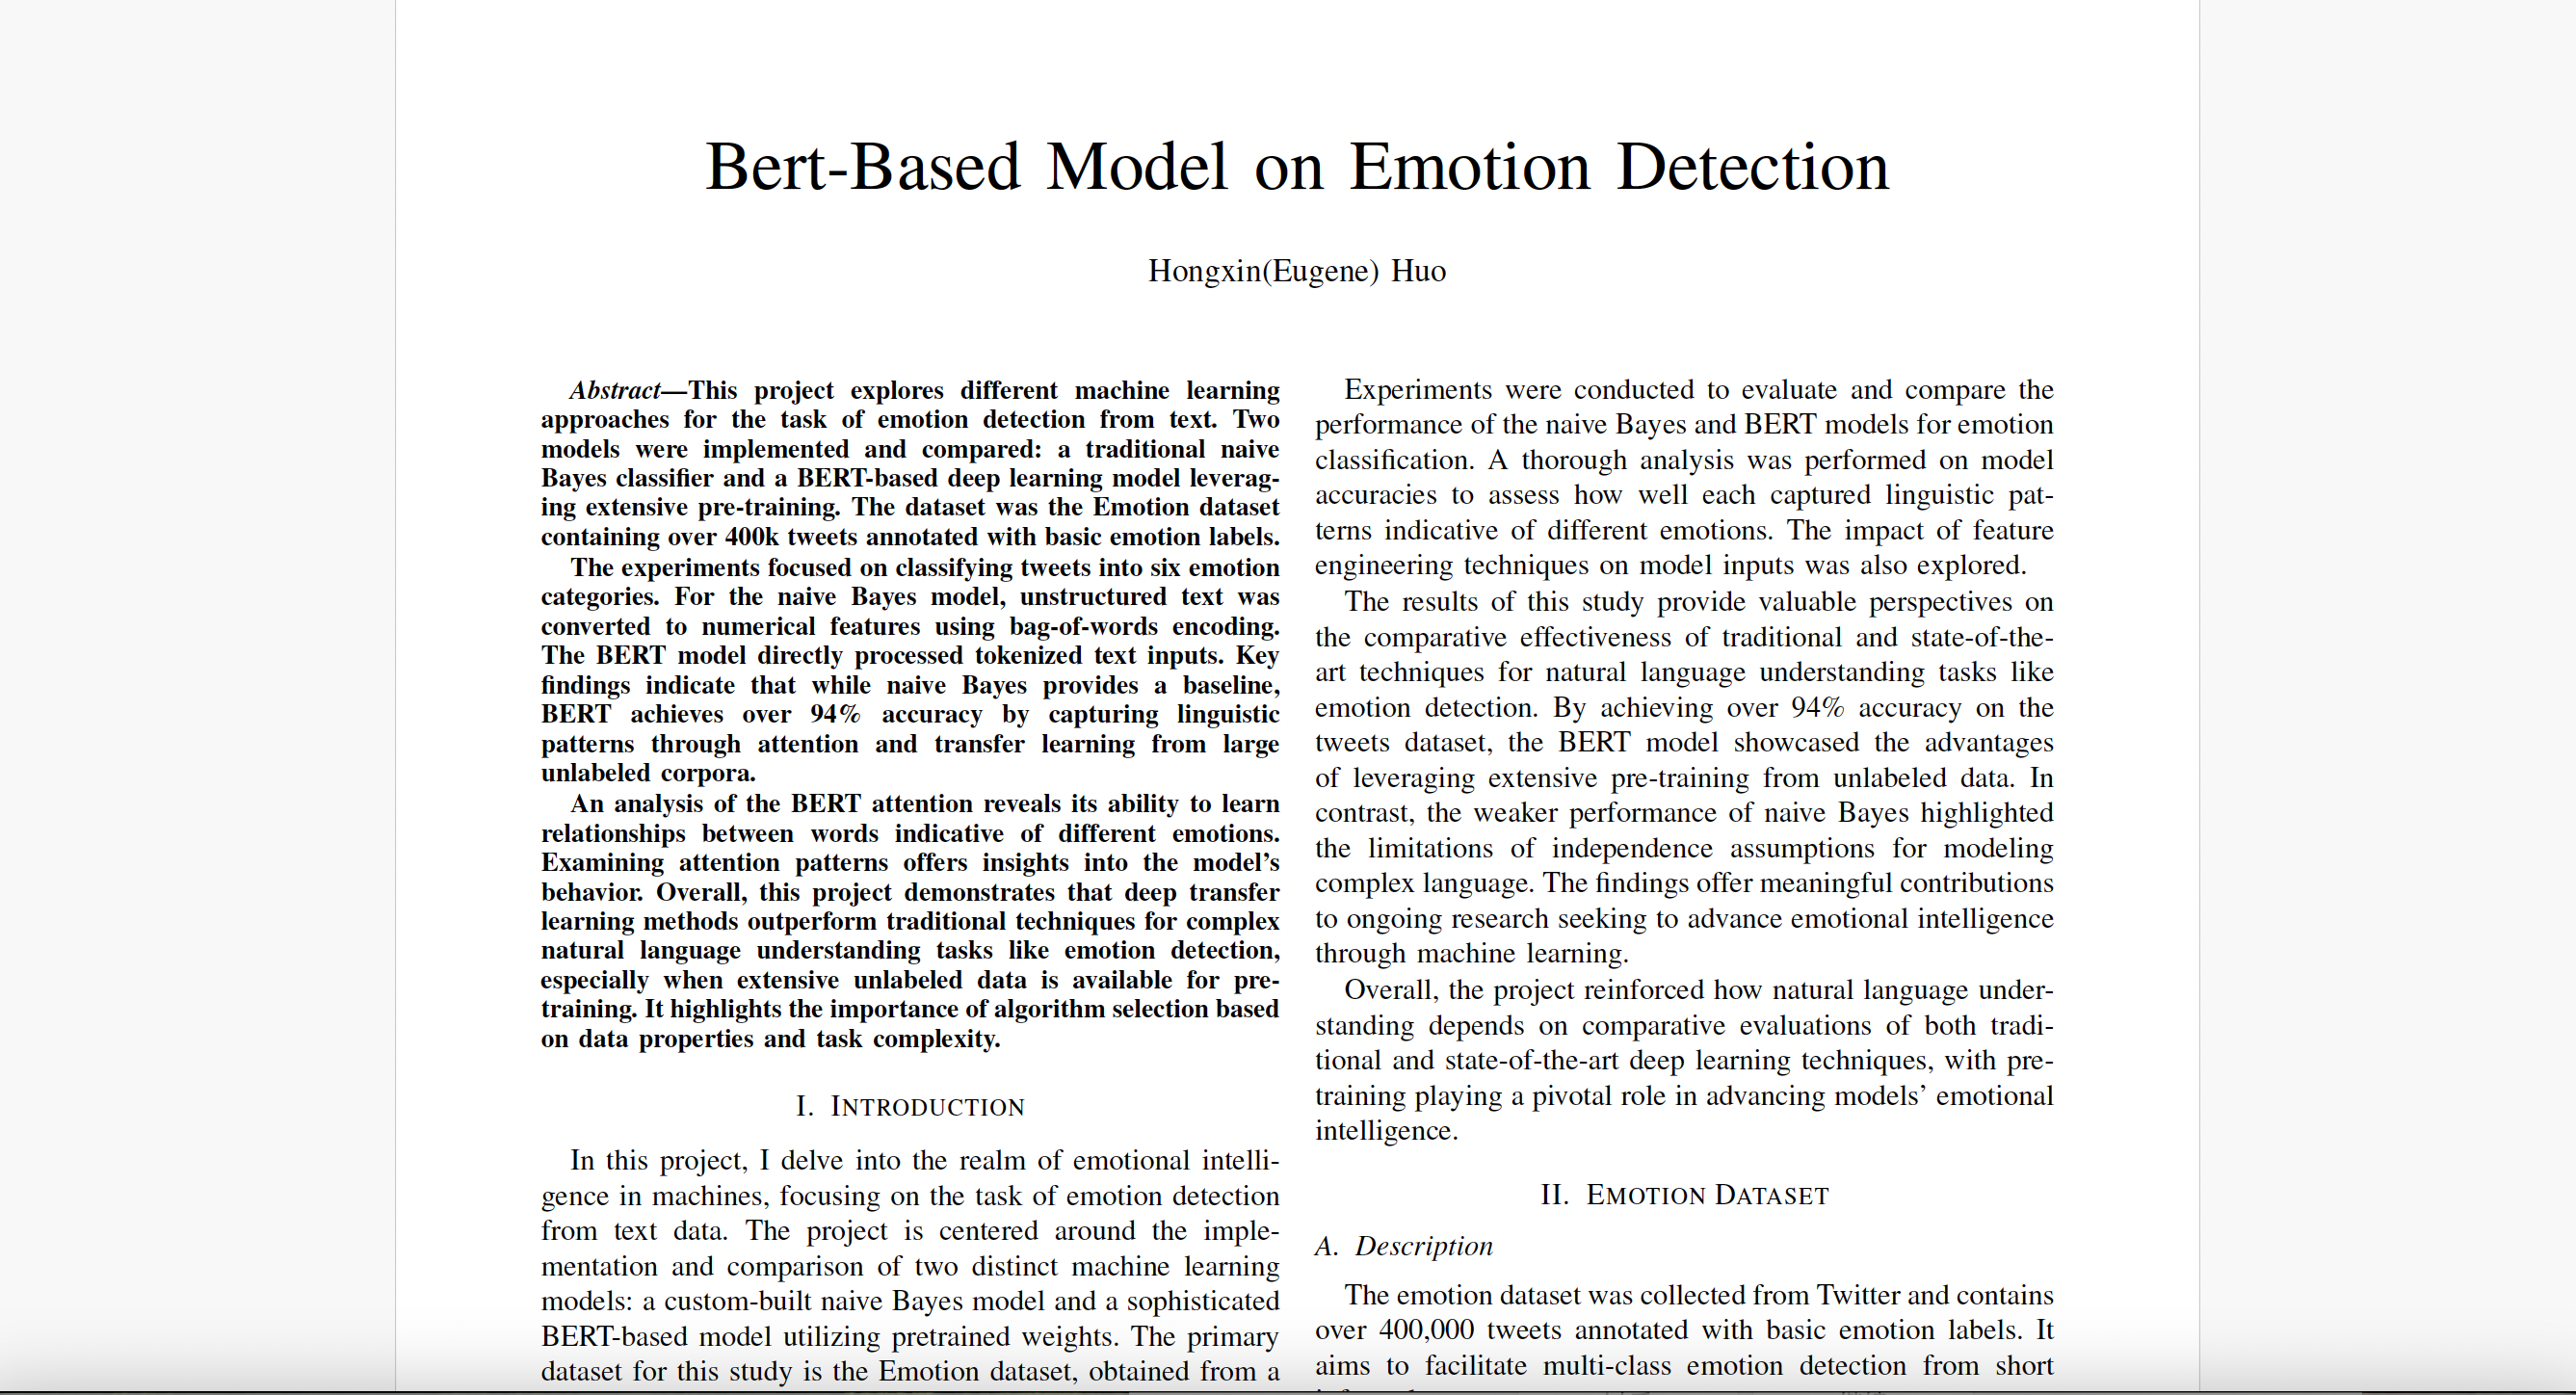 Bert-Based Model on Emotion Detection
Hongxin(Eugene) Huo
Abstract—This project explores different machine learning
approaches for the task of emotion detection from text. Two
models were implemented and compared: a traditional naive
Bayes classifier and a BERT-based deep learning model leverag-
ing extensive pre-training. The dataset was the Emotion dataset
containing over 400k tweets annotated with basic emotion labels.
The experiments focused on classifying tweets into six emotion
categories. For the naive Bayes model, unstructured text was
converted to numerical features using bag-of-words encoding.
The BERT model directly processed tokenized text inputs. Key
findings indicate that while naive Bayes provides a baseline,
BERT achieves over 94% accuracy by capturing linguistic
patterns through attention and transfer learning from large
unlabeled corpora.
An analysis of the BERT attention reveals its ability to learn
relationships between words indicative of different emotions.
Examining attention patterns offers insights into the model's
behavior. Overall, this project demonstrates that deep transfer
learning methods outperform traditional techniques for complex
natural language understanding tasks like emotion detection,
especially when extensive unlabeled data is available for pre-
training. It highlights the importance of algorithm selection based
on data properties and task complexity.
I. INTRODUCTION
In this project, I delve into the realm of emotional intelli-
gence in machines, focusing on the task of emotion detection
from text data. The project is centered around the imple-
mentation and comparison of two distinct machine learning
models: a custom-built naive Bayes model and a sophisticated
BERT-based model utilizing pretrained weights. The primary
dataset for this study is the Emotion dataset, obtained from a
Experiments were conducted to evaluate and compare the
performance of the naive Bayes and BERT models for emotion
classification. A thorough analysis was performed on model
accuracies to assess how well each captured linguistic pat-
terns indicative of different emotions. The impact of feature
engineering techniques on model inputs was also explored.
The results of this study provide valuable perspectives on
the comparative effectiveness of traditional and state-of-the-
art techniques for natural language understanding tasks like
emotion detection. By achieving over 94% accuracy on the
tweets dataset, the BERT model showcased the advantages
of leveraging extensive pre-training from unlabeled data. In
contrast, the weaker performance of naive Bayes highlighted
the limitations of independence assumptions for modeling
complex language. The findings offer meaningful contributions
to ongoing research seeking to advance emotional intelligence
through machine learning.
Overall, the project reinforced how natural language under-
standing depends on comparative evaluations of both tradi-
tional and state-of-the-art deep learning techniques, with pre-
training playing a pivotal role in advancing models' emotional
intelligence.
II. EMOTION DATASET
A. Description
The emotion dataset was collected from Twitter and contains
over 400,000 tweets annotated with basic emotion labels. It
aims to facilitate multi-class emotion detection from short